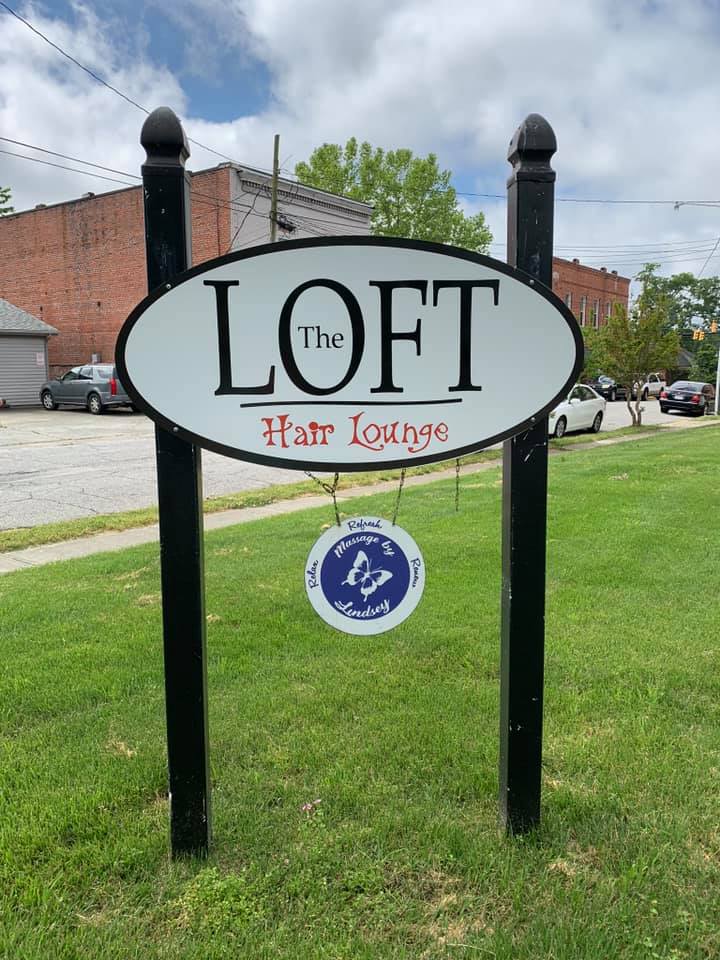 The
LOFT
Hair Lounge
Refresh
Relax
Renew
Massage by
Lindsey